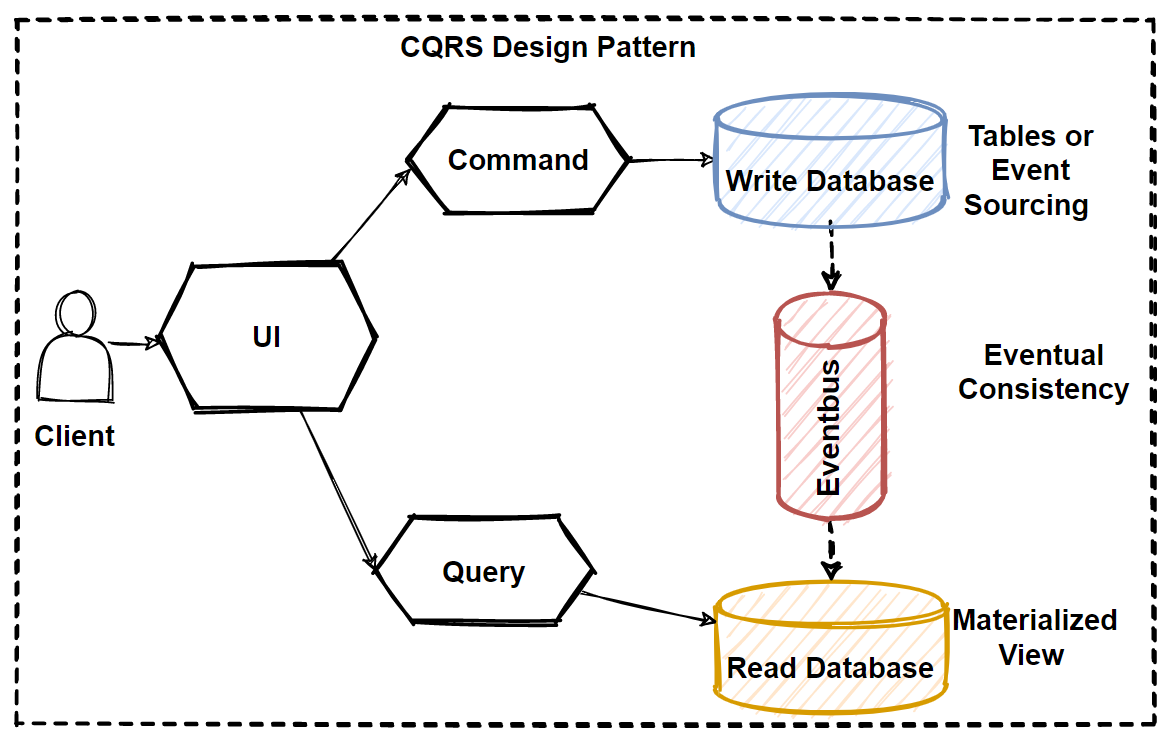 CQRS Design Pattern
Command
Write Database
Tables or
Event
Sourcing
UI
Client
Eventbus
Eventual
Consistency
Query
Read Database
Materialized
View